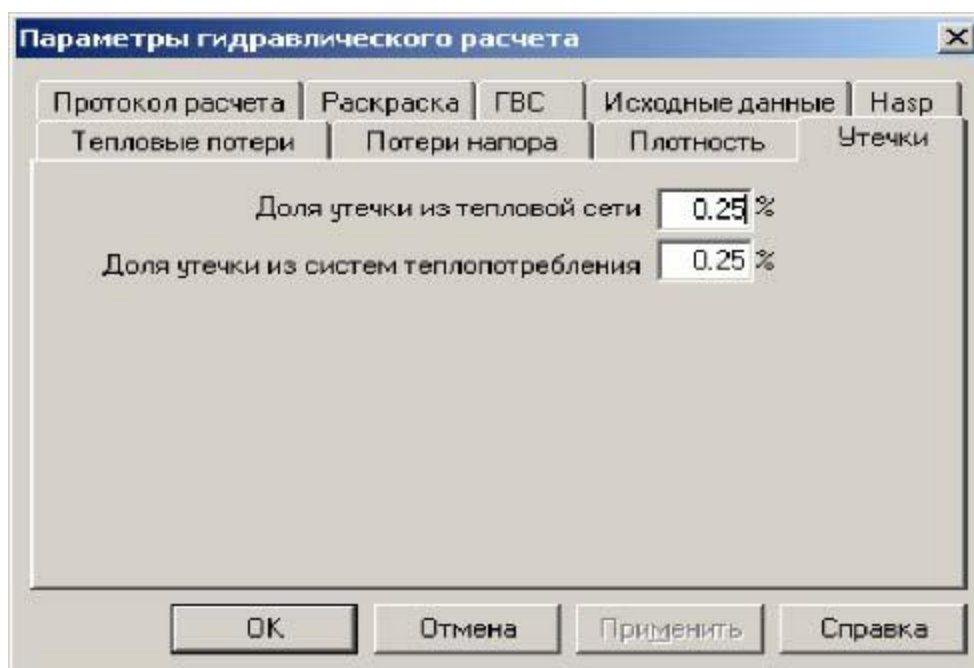 Параметры гидравлического расчета
Протокол расчета Раскраска ГВС Исходные данные Hasp
Тепловые потери Потери напора Плотность Утечки
Доля утечки из тепловой сети 0.25 %
Доля утечки из систем теплопотребления 0.25 %
OK Отмена Применить Справка